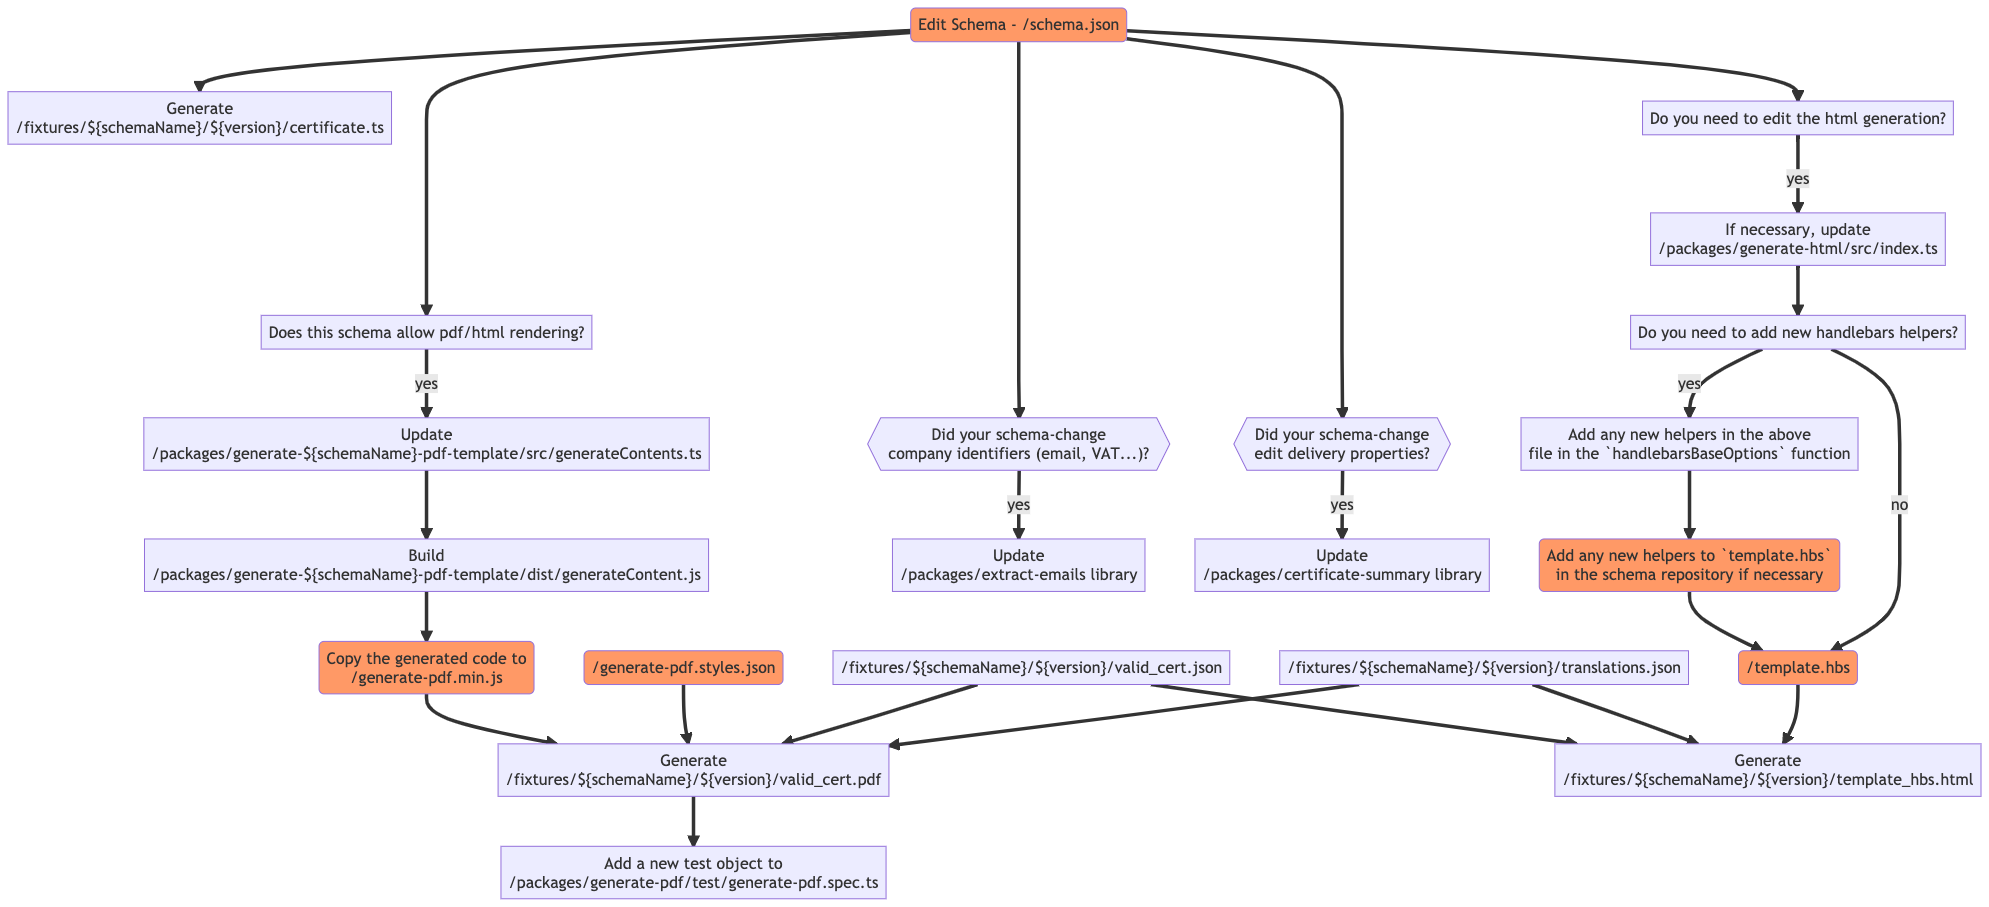 Edit Schema - /schema.json
Generate
/fixtures/${schemaName}/${version}/certificate.ts
Do you need to edit the html generation?
yes
If necessary, update
/packages/generate-html/src/index.ts
Does this schema allow pdf/html rendering?
Do you need to add new handlebars helpers?
yes
yes
Update
/packages/generate-${schemaName}-pdf-template/src/generateContents.ts
Did your schema-change
company identifiers (email, VAT...)?
Did your schema-change
edit delivery properties?
Add any new helpers in the above
file in the `handlebarsBaseOptions` function
yes
yes
no
Build
/packages/generate-${schemaName}-pdf-template/dist/generateContent.js
Update
/packages/extract-emails library
Update
/packages/certificate-summary library
Add any new helpers to `template.hbs`
in the schema repository if necessary
Copy the generated code to
/generate-pdf.min.js
/generate-pdf.styles.json
/fixtures/${schemaName}/${version}/valid_cert.json
/fixtures/${schemaName}/${version}/translations.json
/template.hbs
Generate
/fixtures/${schemaName}/${version}/valid_cert.pdf
Generate
/fixtures/${schemaName}/${version}/template_hbs.html
Add a new test object to
/packages/generate-pdf/test/generate-pdf.spec.ts